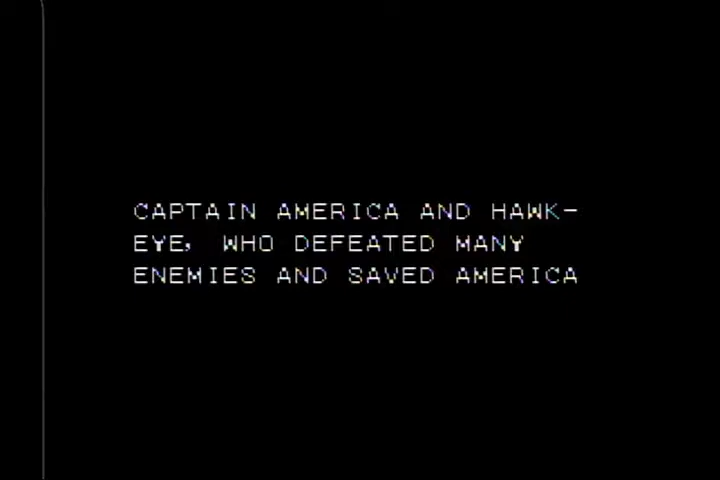 CAPTAIN AMERICA AND HAWK-
EYE, WHO DEFEATED MANY
ENEMIES AND SAVED AMERICA